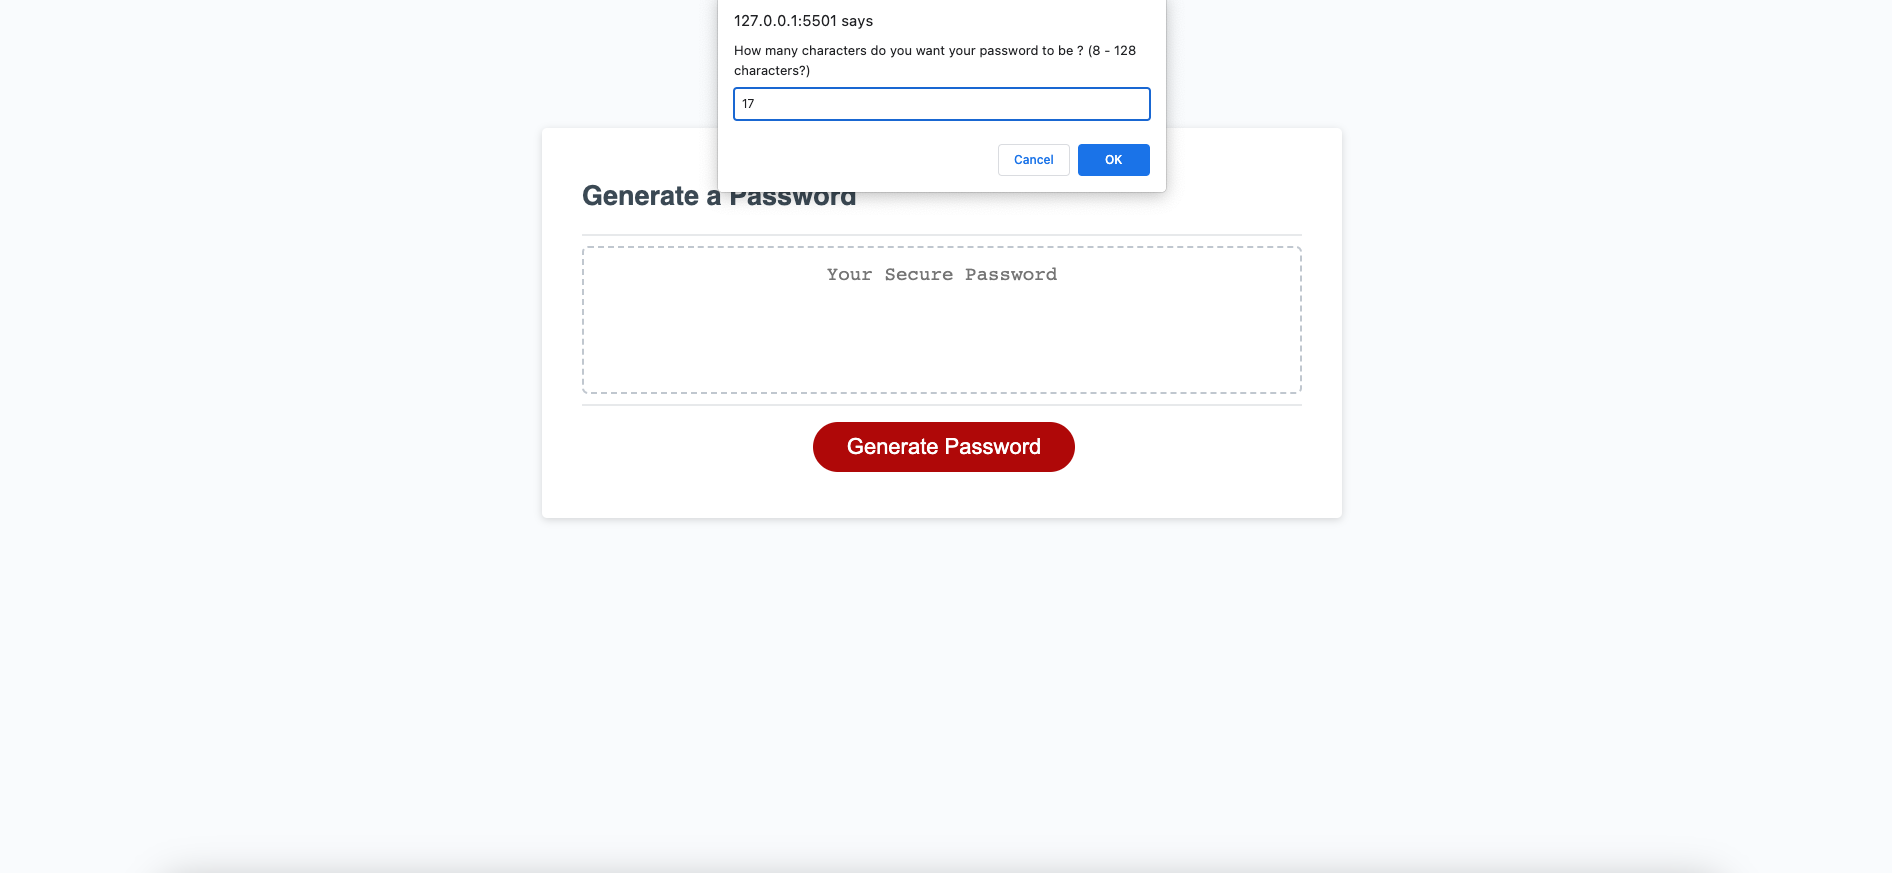 127.0.0.1:5501 says
How many characters do you want your password to be ? (8 - 128
characters?)
17
Cancel
OK
Generate a Password
Your Secure Password
Generate Password